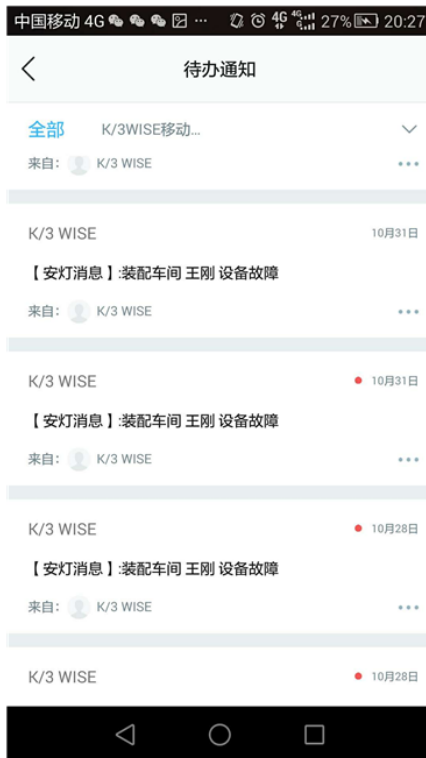 中国移动 4G ... 4G 4G 27% 20:27
待办通知
全部 K/3WISE移动...
来自: K/3 WISE
K/3 WISE 10月31日
【安灯消息】:装配车间 王刚 设备故障
来自: K/3 WISE
K/3 WISE 10月31日
【安灯消息】:装配车间 王刚 设备故障
来自: K/3 WISE
K/3 WISE 10月28日
【安灯消息】:装配车间 王刚 设备故障
来自: K/3 WISE
K/3 WISE 10月28日